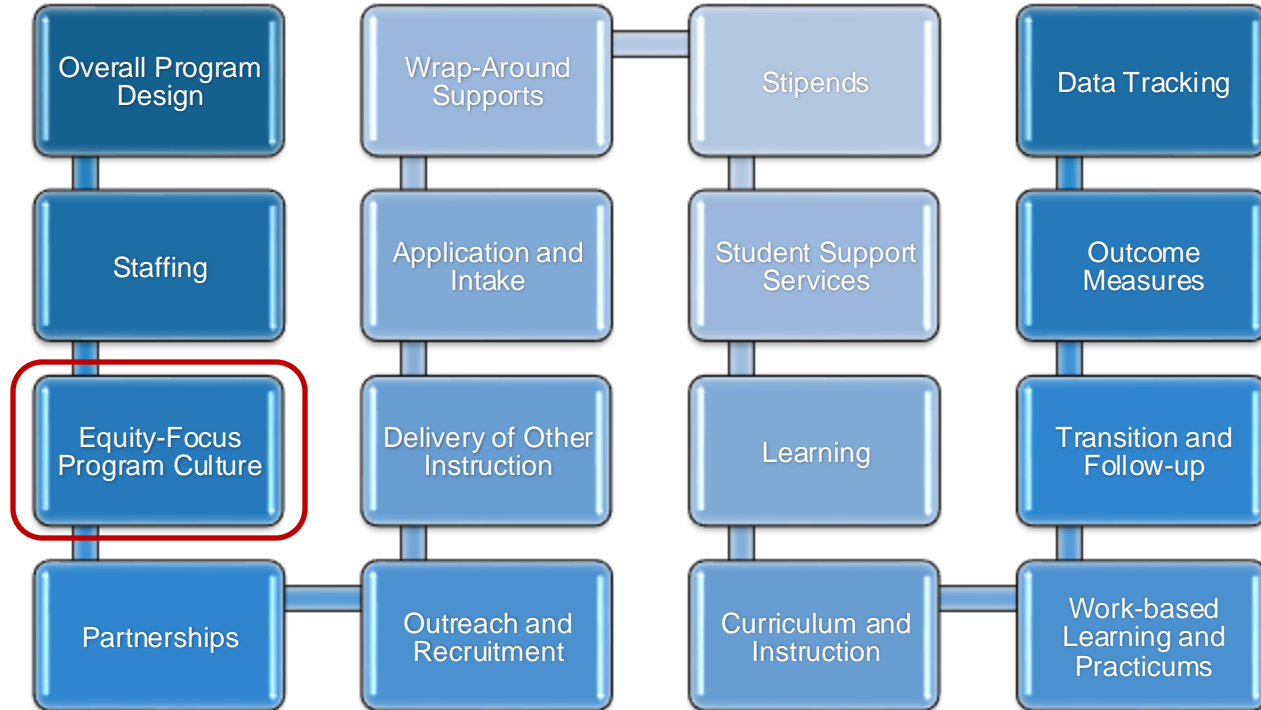 Overall Program
Design
Staffing
Equity-Focus
Program Culture
Partnerships
Outreach and
Recruitment
Delivery of Other
Instruction
Application and
Intake
Wrap-Around
Supports
Stipends
Student Support
Services
Learning
Curriculum and
Instruction
Work-based
Learning and
Practicums
Transition and
Follow-up
Outcome
Measures
Data Tracking